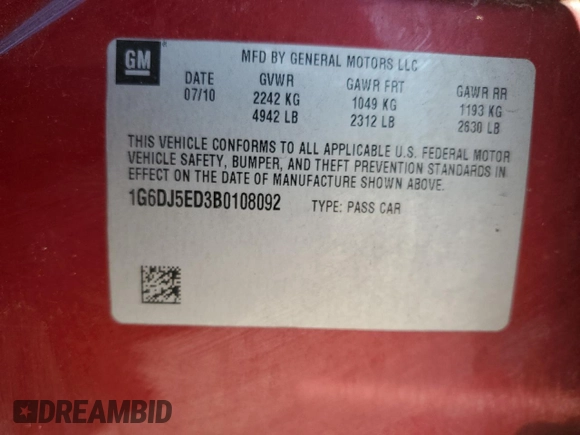 GM
MFD BY GENERAL MOTORS LLC
DATE GVWR GAWR FRT GAWR RR
07/10 2242 KG 1049 KG 1193 KG
4942 LB 2312 LB 2630 LB
THIS VEHICLE CONFORMS TO ALL APPLICABLE U.S. FEDERAL MOTOR
VEHICLE SAFETY, BUMPER, AND THEFT PREVENTION STANDARDS IN
EFFECT ON THE DATE OF MANUFACTURE SHOWN ABOVE.
1G6DJ5ED3B0108092 TYPE: PASS CAR
DREAMBID